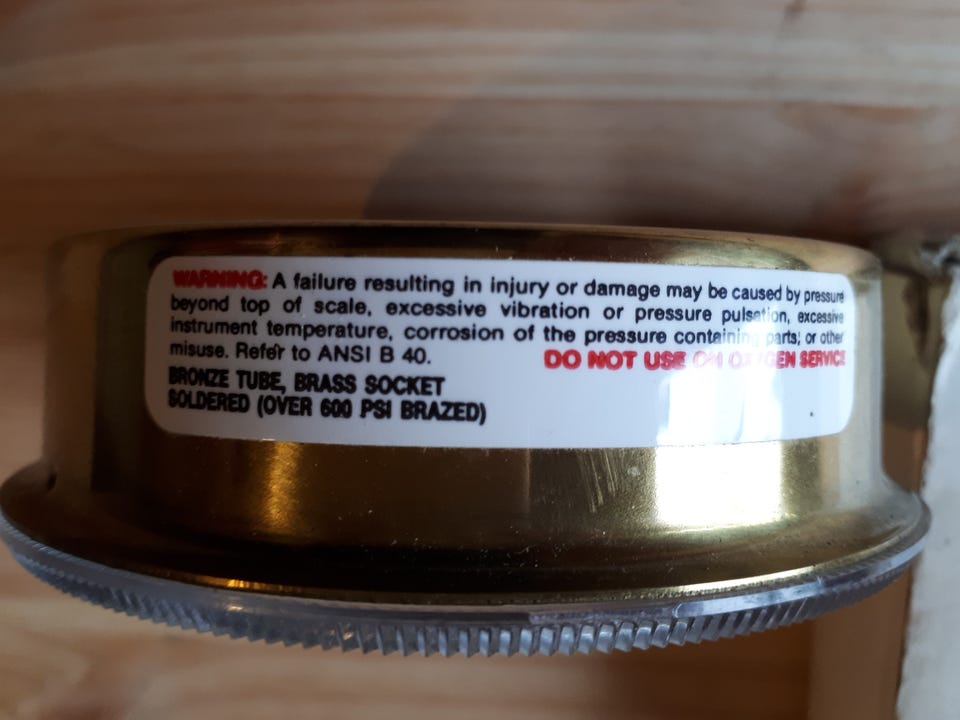 WARNING: A failure resulting in injury or damage may be caused by pressure
beyond top of scale, excessive vibration or pressure pulsation, excessive
instrument temperature, corrosion of the pressure containing parts; or other
misuse. Refer to ANSI B 40. DO NOT USE ON OXYGEN SERVICE
BRONZE TUBE, BRASS SOCKET
SOLDERED (OVER 600 PSI BRAZED)